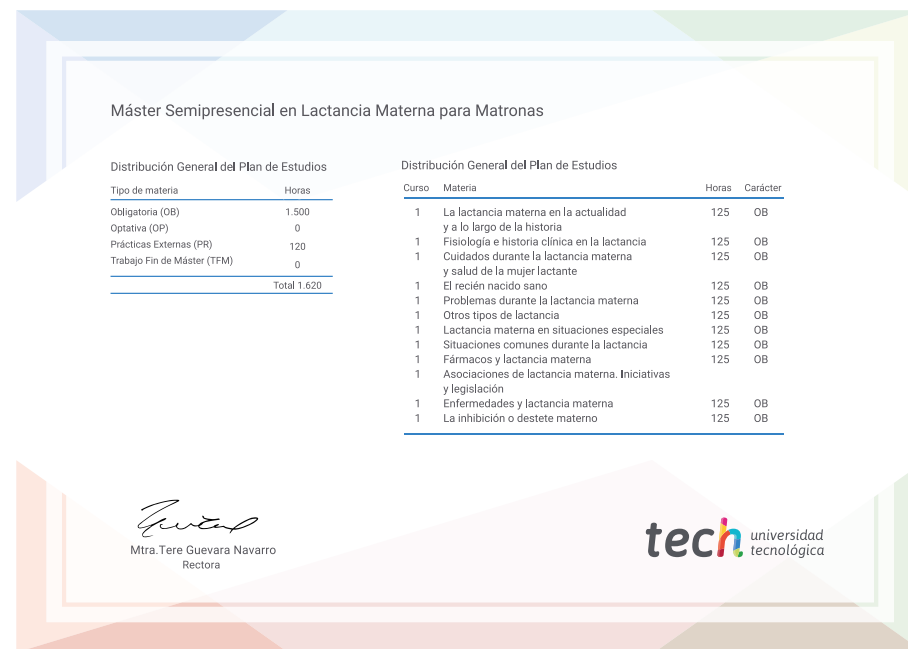 Máster Semipresencial en Lactancia Materna para Matronas
Distribución General del Plan de Estudios
Tipo de materia Horas
Obligatoria (OB) 1.500
Optativa (OP) 0
Prácticas Externas (PR) 120
Trabajo Fin de Máster (TFM) 0
Total 1.620
Distribución General del Plan de Estudios
Curso Materia Horas Carácter
1 La lactancia materna en la actualidad 125 OB
y a lo largo de la historia
1 Fisiología e historia clínica en la lactancia 125 OB
1 Cuidados durante la lactancia materna 125 OB
y salud de la mujer lactante
1 El recién nacido sano 125 OB
1 Problemas durante la lactancia materna 125 OB
1 Otros tipos de lactancia 125 OB
1 Lactancia materna en situaciones especiales 125 OB
1 Situaciones comunes durante la lactancia 125 OB
1 Fármacos y lactancia materna 125 OB
1 Asociaciones de lactancia materna. Iniciativas
y legislación
1 Enfermedades y lactancia materna 125 OB
1 La inhibición o destete materno 125 OB
Mtra.Tere Guevara Navarro
Rectora
tech universidad
tecnológica